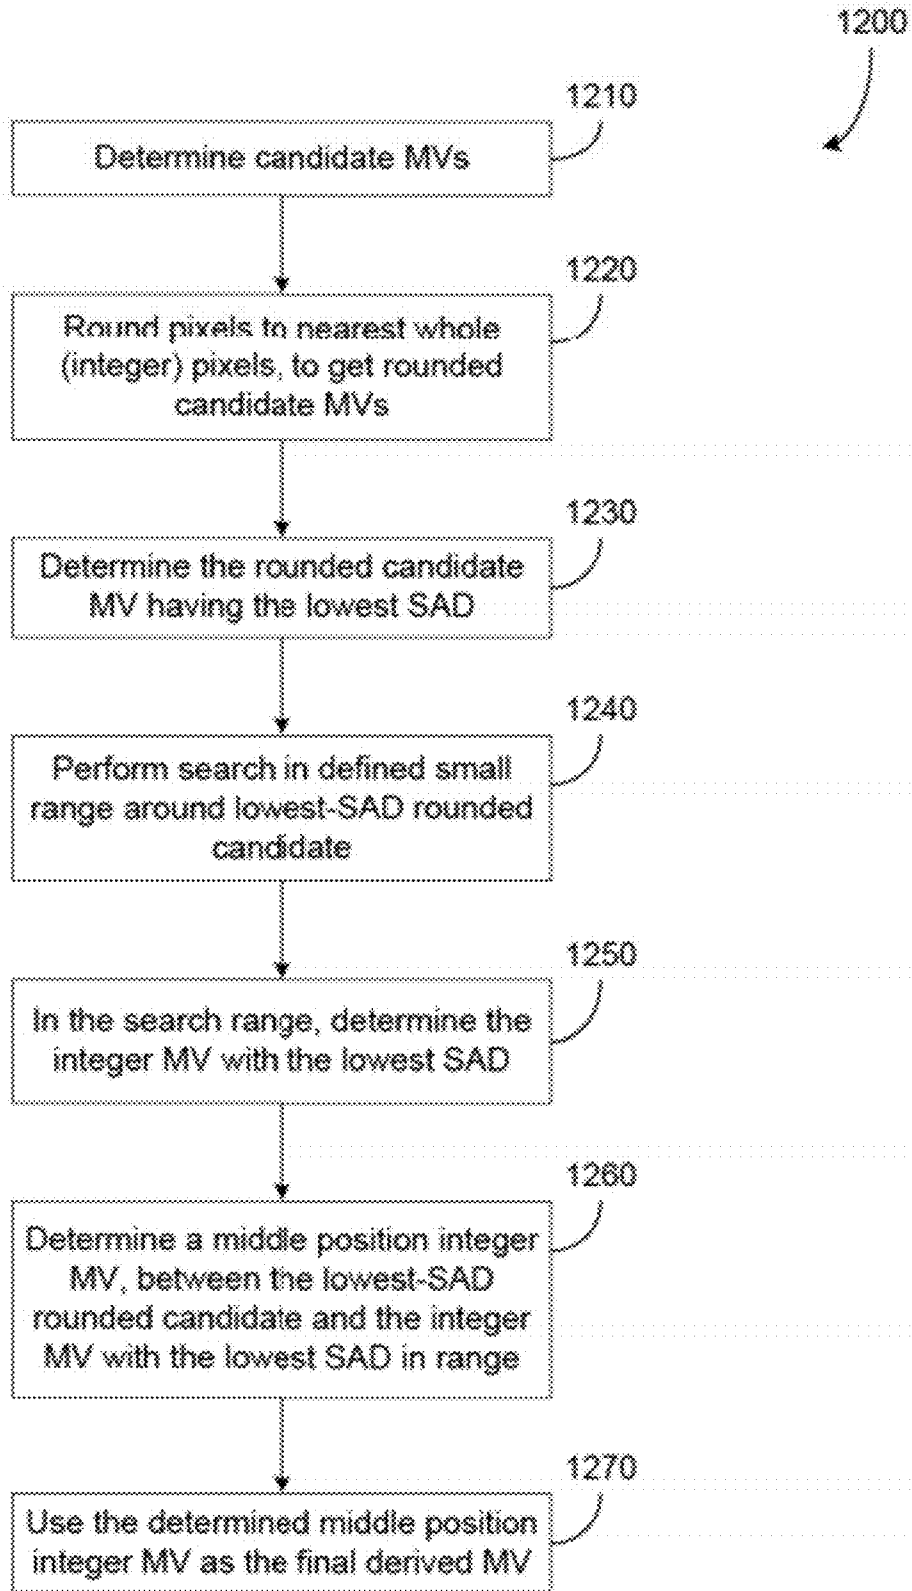 1200
1210
Determine candidate MVs
1220
Round pixels to nearest whole
(integer) pixels, to get rounded
candidate MVs
1230
Determine the rounded candidate
MV having the lowest SAD
1240
Perform search in defined small
range around lowest-SAD rounded
candidate
1250
In the search range, determine the
integer MV with the lowest SAD
1260
Determine a middle position integer
MV, between the lowest-SAD
rounded candidate and the integer
MV with the lowest SAD in range
1270
Use the determined middle position
integer MV as the final derived MV